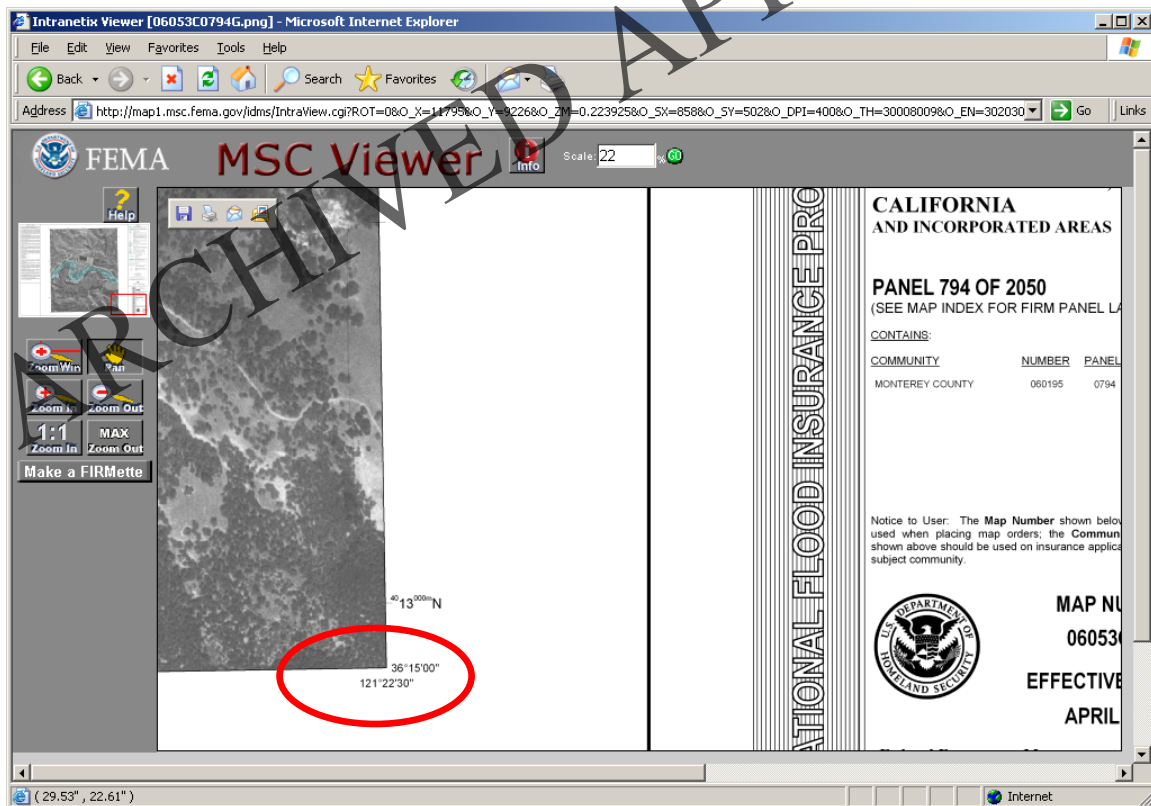 Intranetix Viewer [06053C0794G.png] - Microsoft Internet Explorer
File Edit View Favorites Tools Help
Back Search Favorites
Address http://map1.msc.fema.gov/idms/IntraView.cgi?ROT=0&O_X=11795&O_Y=9226&O_ZM=0.223925&O_SX=858&O_SY=502&O_DPI=400&O_TH=30008009&O_EN=302030 Go Links
FEMA MSC Viewer Info Scale: 22 % GO
Help
ZoomWin Pan
Zoom In Zoom Out
1:1 Zoom In MAX Zoom Out
Make a FIRMette
40 13 000m N
36°15'00"
121°22'30"
NATIONAL FLOOD INSURANCE PRO
CALIFORNIA
AND INCORPORATED AREAS
PANEL 794 OF 2050
(SEE MAP INDEX FOR FIRM PANEL LA
CONTAINS:
COMMUNITY NUMBER PANEL
MONTEREY COUNTY 060195 0794
Notice to User: The Map Number shown below
used when placing map orders; the Commun
shown above should be used on insurance applica
subject community.
U.S. DEPARTMENT OF HOMELAND SECURITY
MAP NU
06053
EFFECTIVE
APRIL
ARCHIVED AP
(29.53", 22.61")
Internet